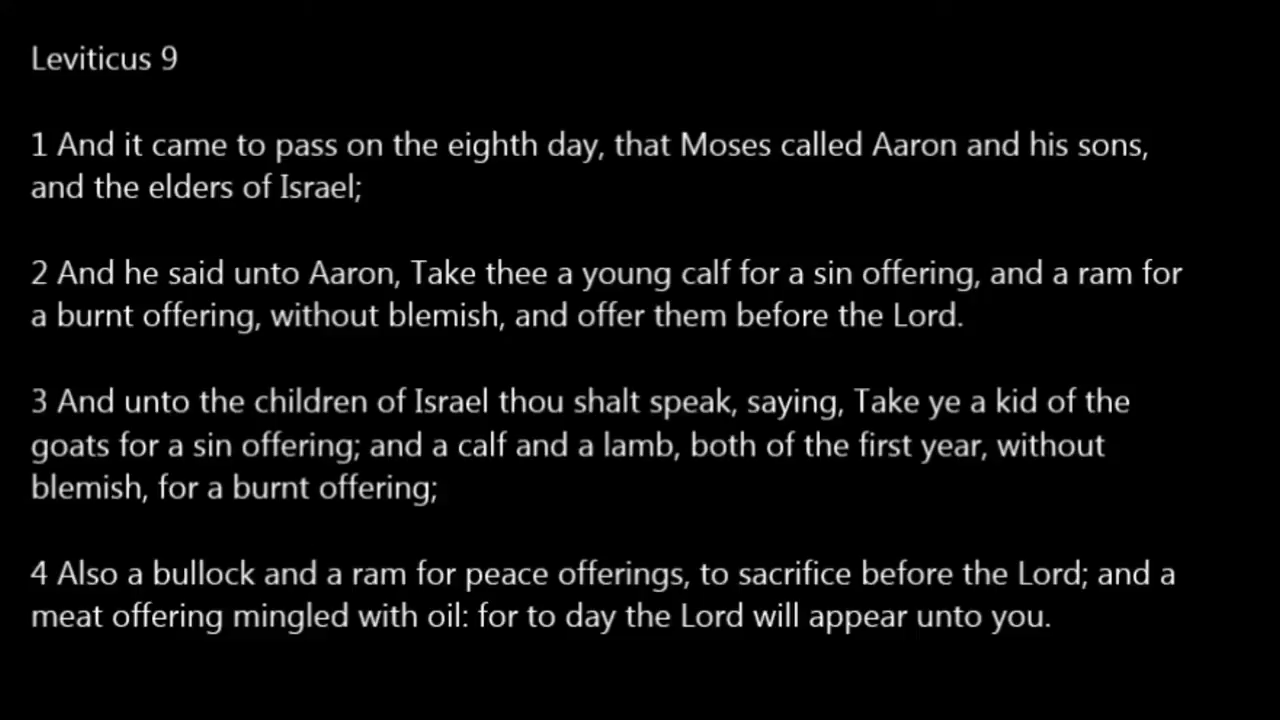 Leviticus 9
1 And it came to pass on the eighth day, that Moses called Aaron and his sons,
and the elders of Israel;
2 And he said unto Aaron, Take thee a young calf for a sin offering, and a ram for
a burnt offering, without blemish, and offer them before the Lord.
3 And unto the children of Israel thou shalt speak, saying, Take ye a kid of the
goats for a sin offering; and a calf and a lamb, both of the first year, without
blemish, for a burnt offering;
4 Also a bullock and a ram for peace offerings, to sacrifice before the Lord; and a
meat offering mingled with oil: for to day the Lord will appear unto you.